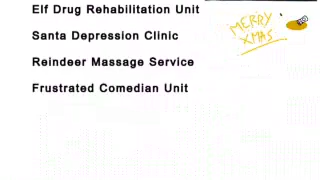 Elf Drug Rehabilitation Unit
MERRY
XMAS
Santa Depression Clinic
Reindeer Massage Service
Frustrated Comedian Unit